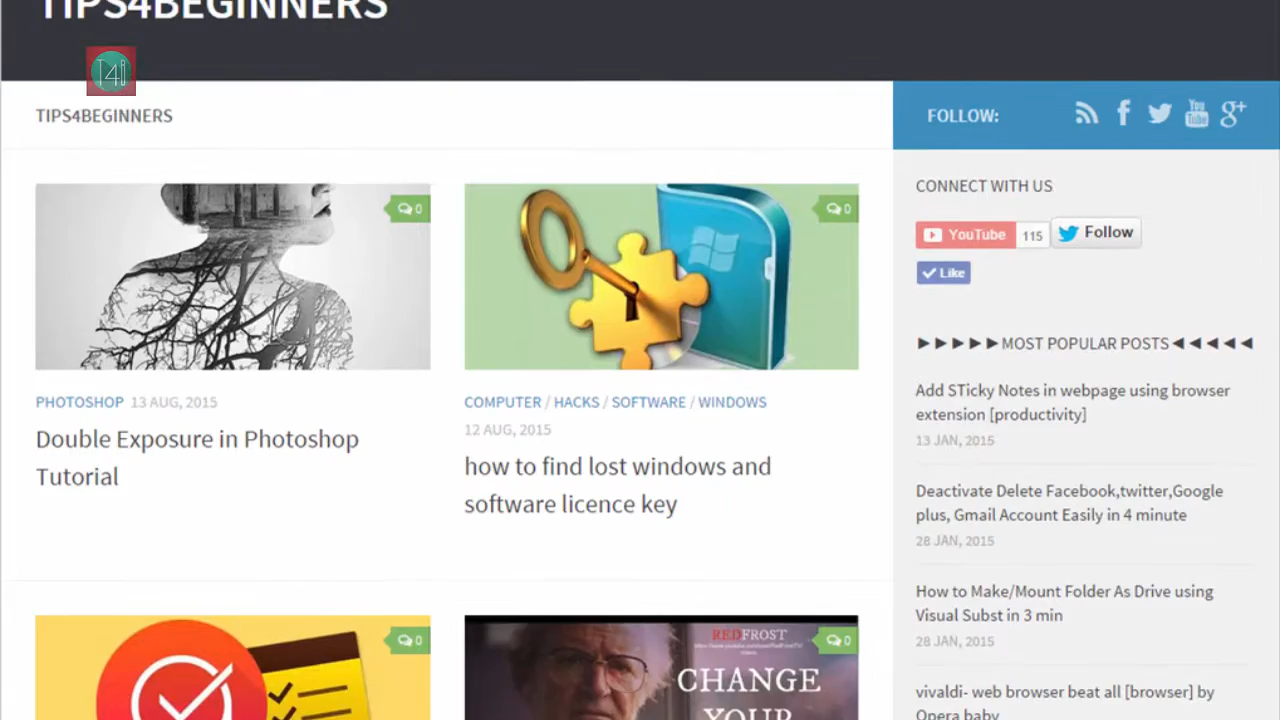 TIPS4BEGINNERS
T4B
TIPS4BEGINNERS
FOLLOW:
You
Tube
g+
0
0
CONNECT WITH US
YouTube 115 Follow
Like
PHOTOSHOP 13 AUG, 2015
Double Exposure in Photoshop
Tutorial
COMPUTER / HACKS / SOFTWARE / WINDOWS
12 AUG, 2015
how to find lost windows and
software licence key
0
REDFROST
CHANGE
YOUR
0
►►►►►MOST POPULAR POSTS◄◄◄◄◄
Add STicky Notes in webpage using browser
extension [productivity]
13 JAN, 2015
Deactivate Delete Facebook,twitter,Google
plus, Gmail Account Easily in 4 minute
28 JAN, 2015
How to Make/Mount Folder As Drive using
Visual Subst in 3 min
28 JAN, 2015
vivaldi- web browser beat all [browser] by
Opera baby